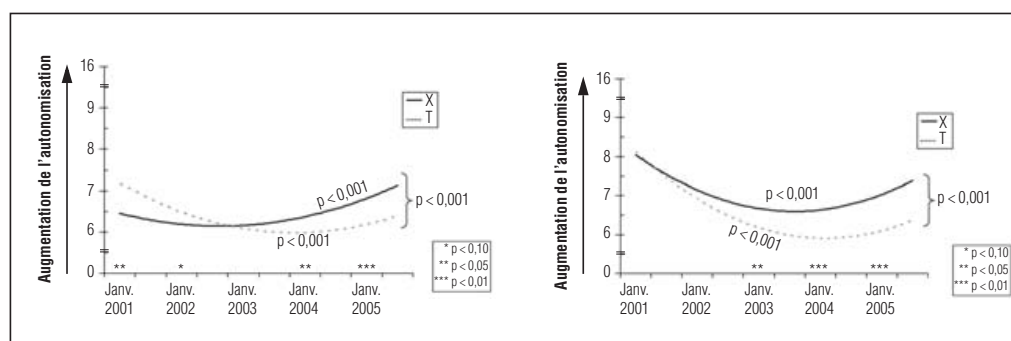 Augmentation de l'autonomisation
16
9
8
7
6
0
X
T
p < 0,001
p < 0,001
p < 0,001
** * ** ***
* p < 0,10
** p < 0,05
*** p < 0,01
Janv. Janv. Janv. Janv. Janv.
2001 2002 2003 2004 2005
Augmentation de l'autonomisation
16
9
8
7
6
0
X
T
p < 0,001
p < 0,001
p < 0,001
** *** ***
* p < 0,10
** p < 0,05
*** p < 0,01
Janv. Janv. Janv. Janv. Janv.
2001 2002 2003 2004 2005